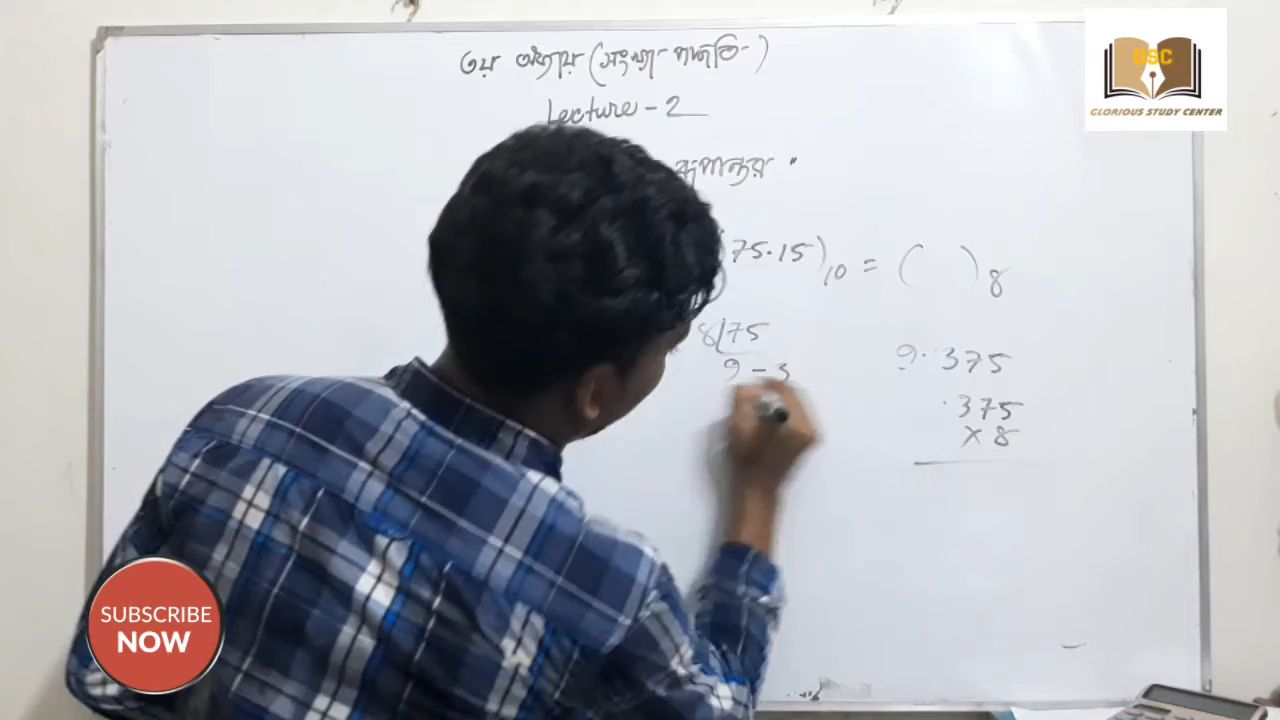 ৩য় অধ্যায় (সংখ্যা পদ্ধতি)
Lecture - 2
রূপান্তর
(75.15)10 = ( )8
8 75
9 - 3
9.375
.375
× 8
GSC
GLORIOUS STUDY CENTER
SUBSCRIBE
NOW